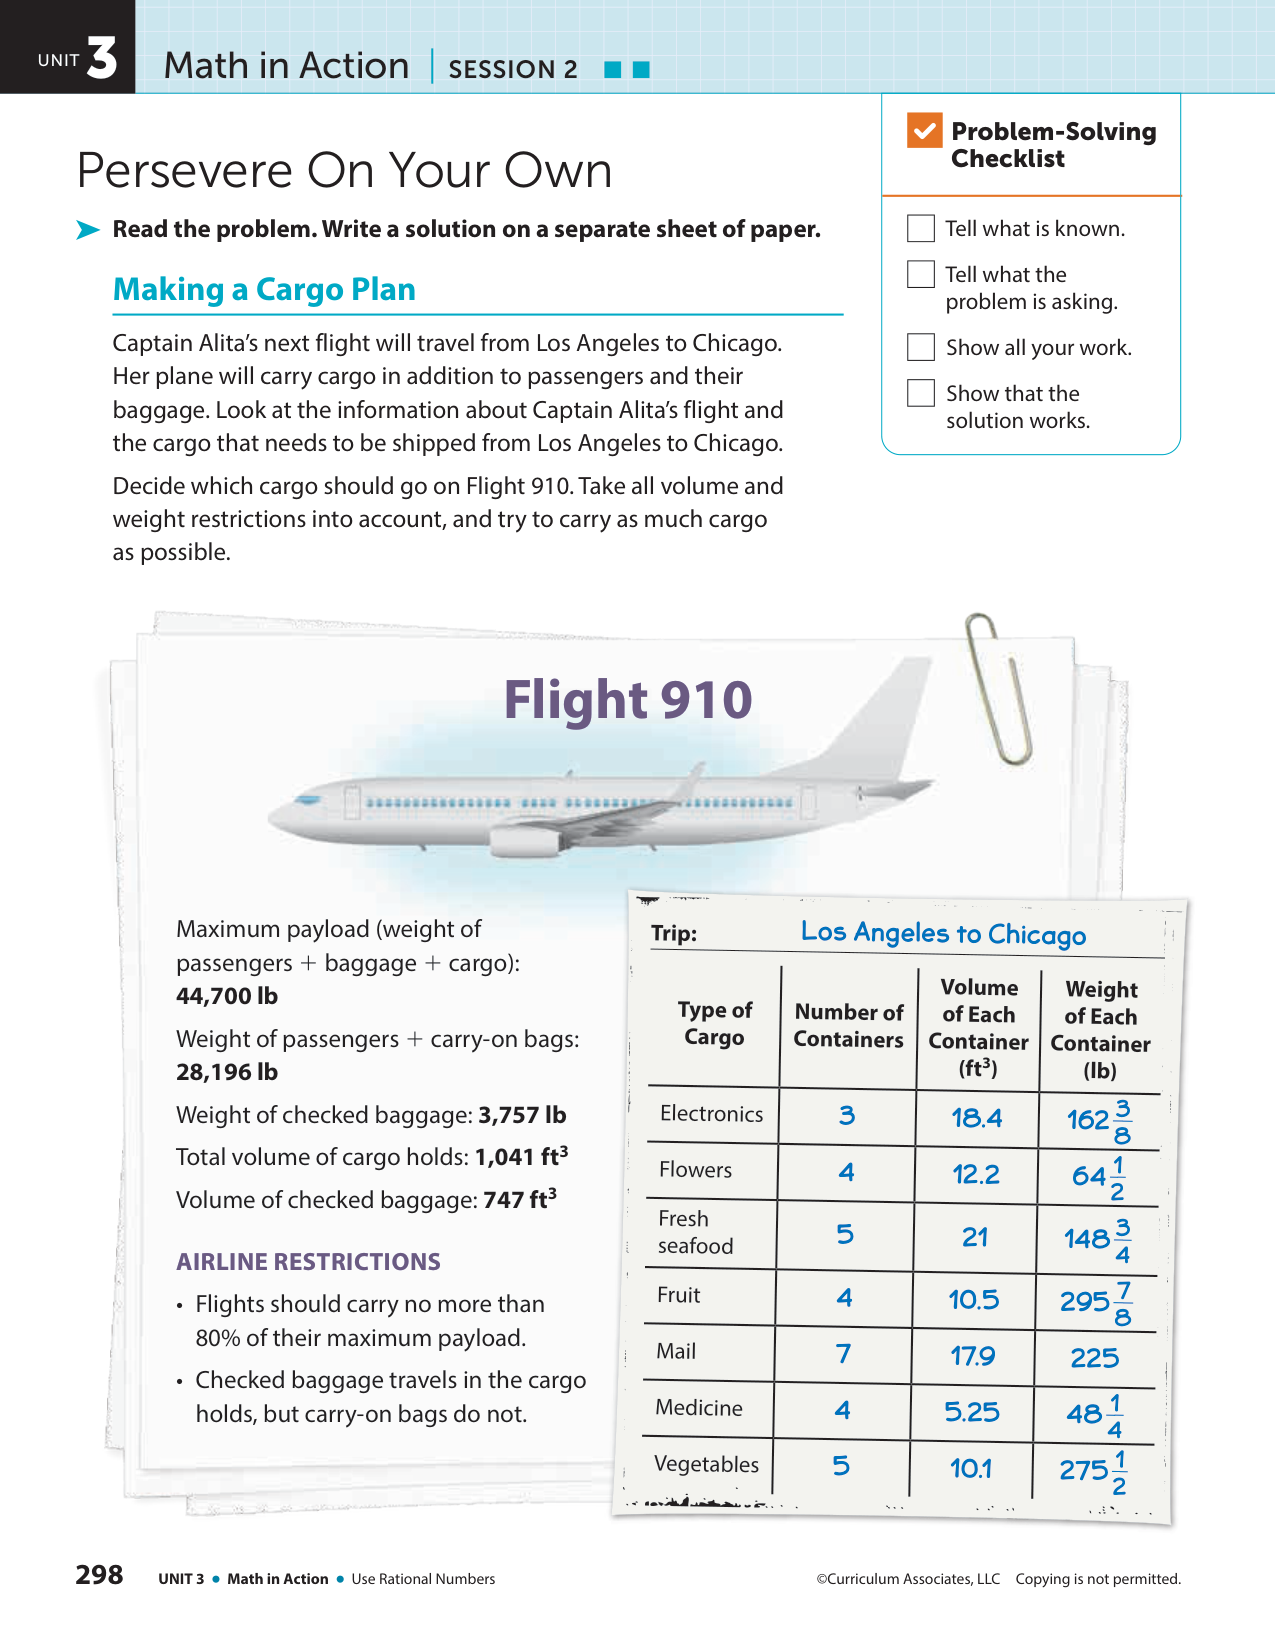 UNIT 3 Math in Action | SESSION 2
Persevere On Your Own
Read the problem. Write a solution on a separate sheet of paper.
Making a Cargo Plan
Captain Alita's next flight will travel from Los Angeles to Chicago.
Her plane will carry cargo in addition to passengers and their
baggage. Look at the information about Captain Alita's flight and
the cargo that needs to be shipped from Los Angeles to Chicago.
Decide which cargo should go on Flight 910. Take all volume and
weight restrictions into account, and try to carry as much cargo
as possible.
Problem-Solving
Checklist
Tell what is known.
Tell what the
problem is asking.
Show all your work.
Show that the
solution works.
Flight 910
Maximum payload (weight of
passengers + baggage + cargo):
44,700 lb
Weight of passengers + carry-on bags:
28,196 lb
Weight of checked baggage: 3,757 lb
Total volume of cargo holds: 1,041 ft³
Volume of checked baggage: 747 ft³
AIRLINE RESTRICTIONS
• Flights should carry no more than
80% of their maximum payload.
• Checked baggage travels in the cargo
holds, but carry-on bags do not.
Trip: Los Angeles to Chicago
Type of Cargo | Number of Containers | Volume of Each Container (ft³) | Weight of Each Container (lb)
Electronics 3 18.4 162 3/8
Flowers 4 12.2 64 1/2
Fresh seafood 5 21 148 3/4
Fruit 4 10.5 295 7/8
Mail 7 17.9 225
Medicine 4 5.25 48 1/4
Vegetables 5 10.1 275 1/2
298 UNIT 3 • Math in Action • Use Rational Numbers ©Curriculum Associates, LLC Copying is not permitted.